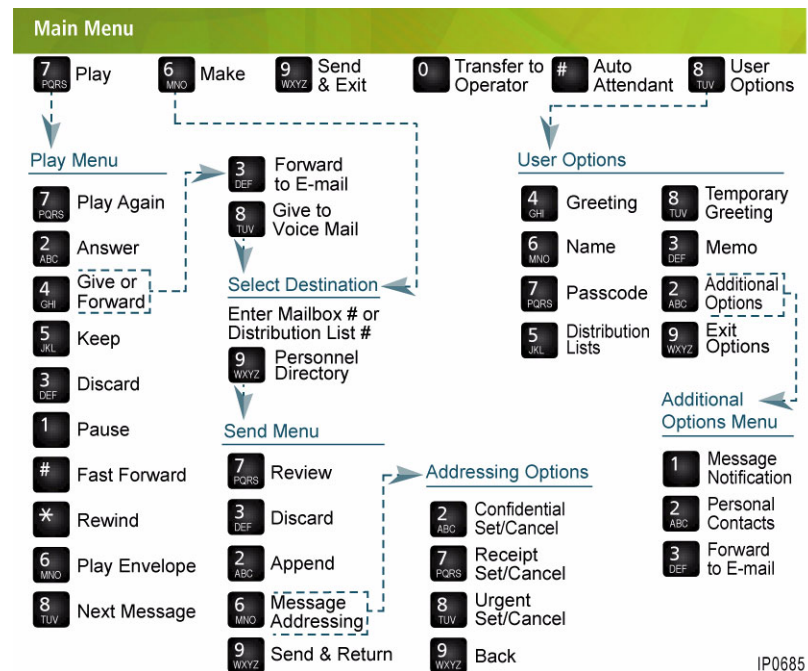 Main Menu
7 PQRS Play
6 MNO Make
9 WXYZ Send
& Exit
0 Transfer to
Operator
# Auto
Attendant
8 TUV User
Options
Play Menu
7 PQRS Play Again
2 ABC Answer
4 GHI Give or
Forward
5 JKL Keep
3 DEF Discard
1 Pause
# Fast Forward
* Rewind
6 MNO Play Envelope
8 TUV Next Message
3 DEF Forward
to E-mail
8 TUV Give to
Voice Mail
Select Destination
Enter Mailbox # or
Distribution List #
9 WXYZ Personnel
Directory
Send Menu
7 PQRS Review
3 DEF Discard
2 ABC Append
6 MNO Message
Addressing
9 WXYZ Send & Return
Addressing Options
2 ABC Confidential
Set/Cancel
7 PQRS Receipt
Set/Cancel
8 TUV Urgent
Set/Cancel
9 WXYZ Back
User Options
4 GHI Greeting
6 MNO Name
7 PQRS Passcode
5 JKL Distribution
Lists
8 TUV Temporary
Greeting
3 DEF Memo
2 ABC Additional
Options
9 WXYZ Exit
Options
Additional
Options Menu
1 Message
Notification
2 ABC Personal
Contacts
3 DEF Forward
to E-mail
IP0685